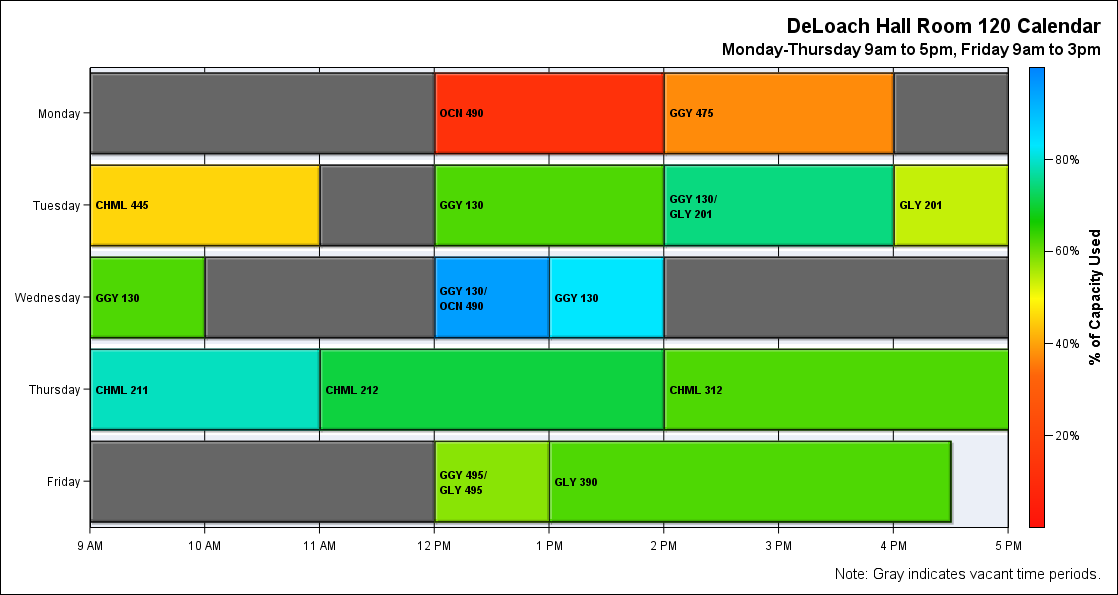 DeLoach Hall Room 120 Calendar
Monday-Thursday 9am to 5pm, Friday 9am to 3pm
Monday
OCN 490
GGY 475
Tuesday
CHML 445
GGY 130
GGY 130/
GLY 201
GLY 201
Wednesday
GGY 130
GGY 130/
OCN 490
GGY 130
Thursday
CHML 211
CHML 212
CHML 312
Friday
GGY 495/
GLY 495
GLY 390
9 AM
10 AM
11 AM
12 PM
1 PM
2 PM
3 PM
4 PM
5 PM
80%
60%
40%
20%
% of Capacity Used
Note: Gray indicates vacant time periods.